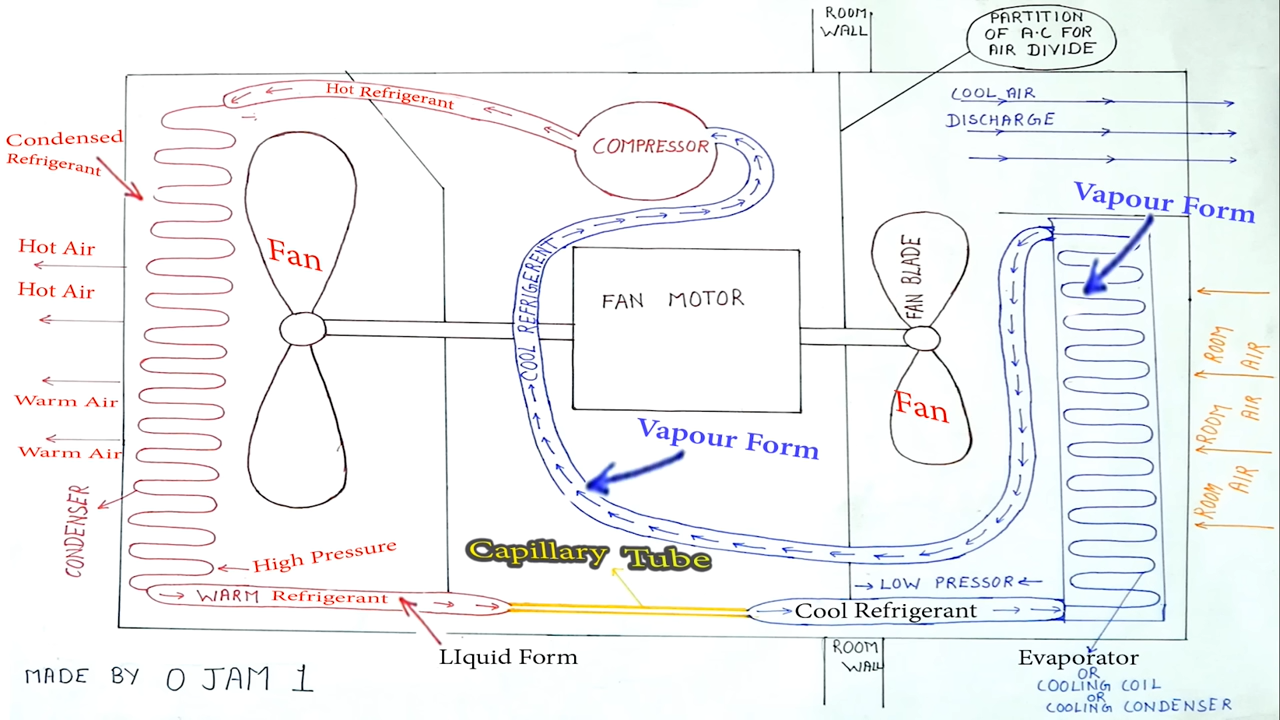 ROOM
WALL
PARTITION
OF A.C FOR
AIR DIVIDE
Hot Refrigerant
COOL AIR
DISCHARGE
COMPRESSOR
Condensed
Refrigerant
Vapour Form
Hot Air
Hot Air
Fan
COOL REFRIGERENT
FAN MOTOR
FAN BLADE
Fan
ROOM AIR
ROOM AIR
ROOM AIR
Warm Air
Warm Air
Vapour Form
CONDENSER
High Pressure
Capillary Tube
LOW PRESSOR
WARM Refrigerant
Cool Refrigerant
LIquid Form
ROOM
WALL
Evaporator
OR
COOLING COIL
OR
COOLING CONDENSER
MADE BY O JAM 1